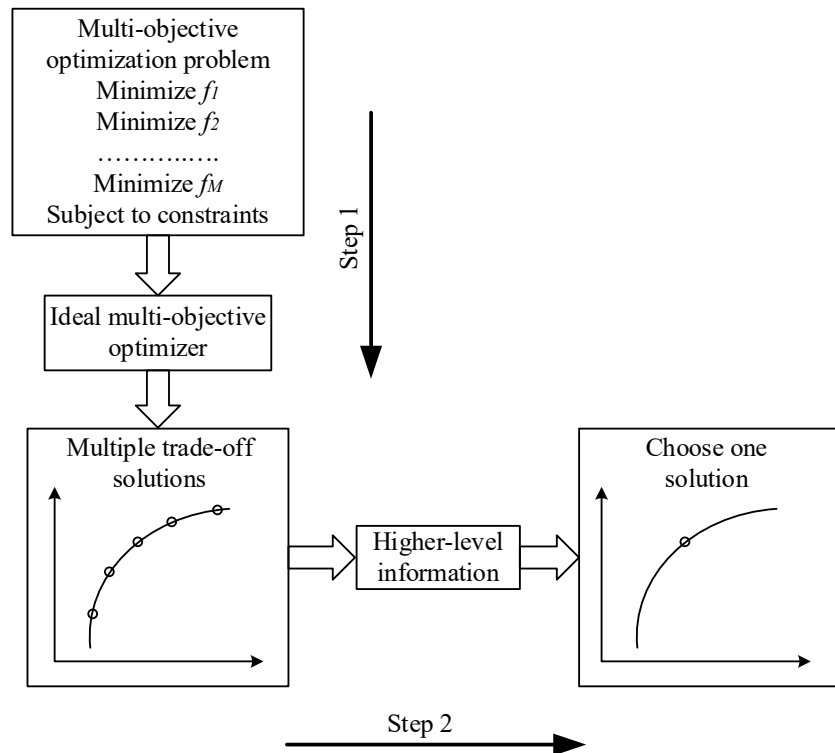 Multi-objective
optimization problem
Minimize f1
Minimize f2
………..….
Minimize fM
Subject to constraints
Step 1
Ideal multi-objective
optimizer
Multiple trade-off
solutions
Higher-level
information
Choose one
solution
Step 2